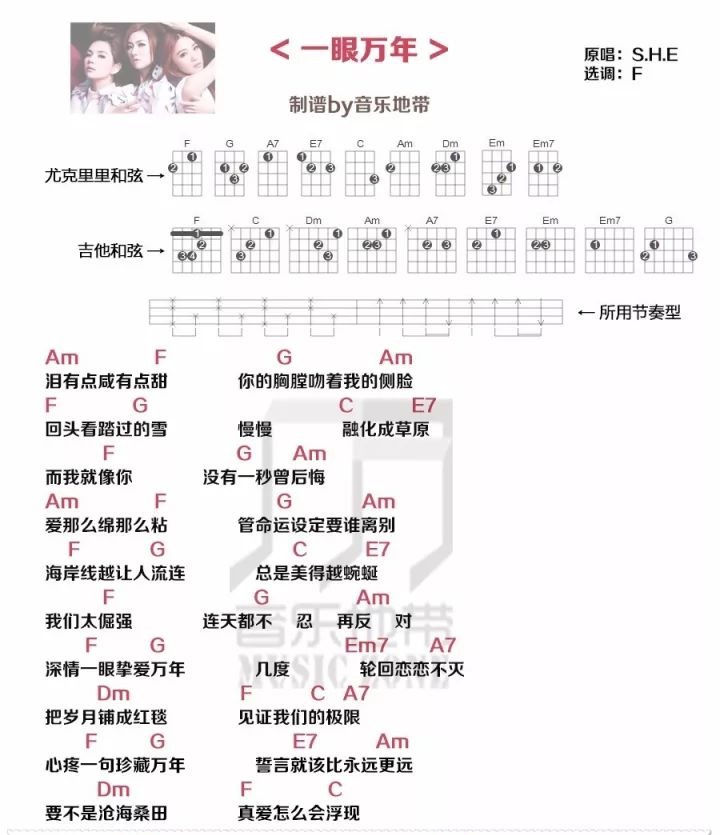 < 一眼万年 >
原唱：S.H.E
选调：F
制谱by音乐地带
F G A7 E7 C Am Dm Em Em7
尤克里里和弦→
F C Dm Am A7 E7 Em Em7 G
吉他和弦→
←所用节奏型
Am F G Am
泪有点咸有点甜 你的胸膛吻着我的侧脸
F G C E7
回头看踏过的雪 慢慢 融化成草原
F G Am
而我就像你 没有一秒曾后悔
Am F G Am
爱那么绵那么粘 管命运设定要谁离别
F G C E7
海岸线越让人流连 总是美得越蜿蜒
F G Am
我们太倔强 连天都不 忍 再反 对
F G Em7 A7
深情一眼挚爱万年 几度 轮回恋恋不灭
Dm F C A7
把岁月铺成红毯 见证我们的极限
F G E7 Am
心疼一句珍藏万年 誓言就该比永远更远
Dm F C
要不是沧海桑田 真爱怎么会浮现
音乐地带
MUSIC ZONE